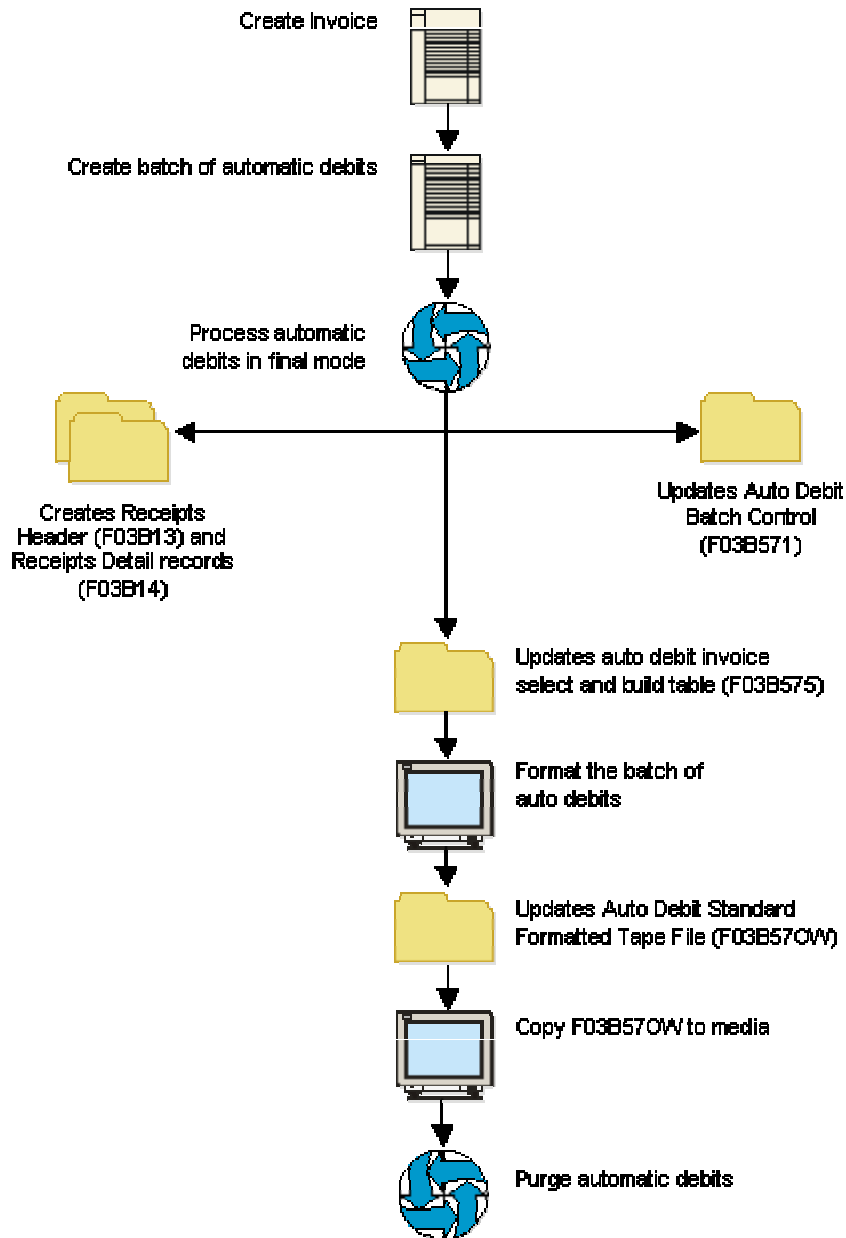 Create Invoice
Create batch of automatic debits
Process automatic
debits in final mode
Creates Receipts
Header (F03B13) and
Receipts Detail records
(F03B14)
Updates Auto Debit
Batch Control
(F03B571)
Updates auto debit invoice
select and build table (F03B575)
Format the batch of
auto debits
Updates Auto Debit Standard
Formatted Tape File (F03B57OW)
Copy F03B57OW to media
Purge automatic debits